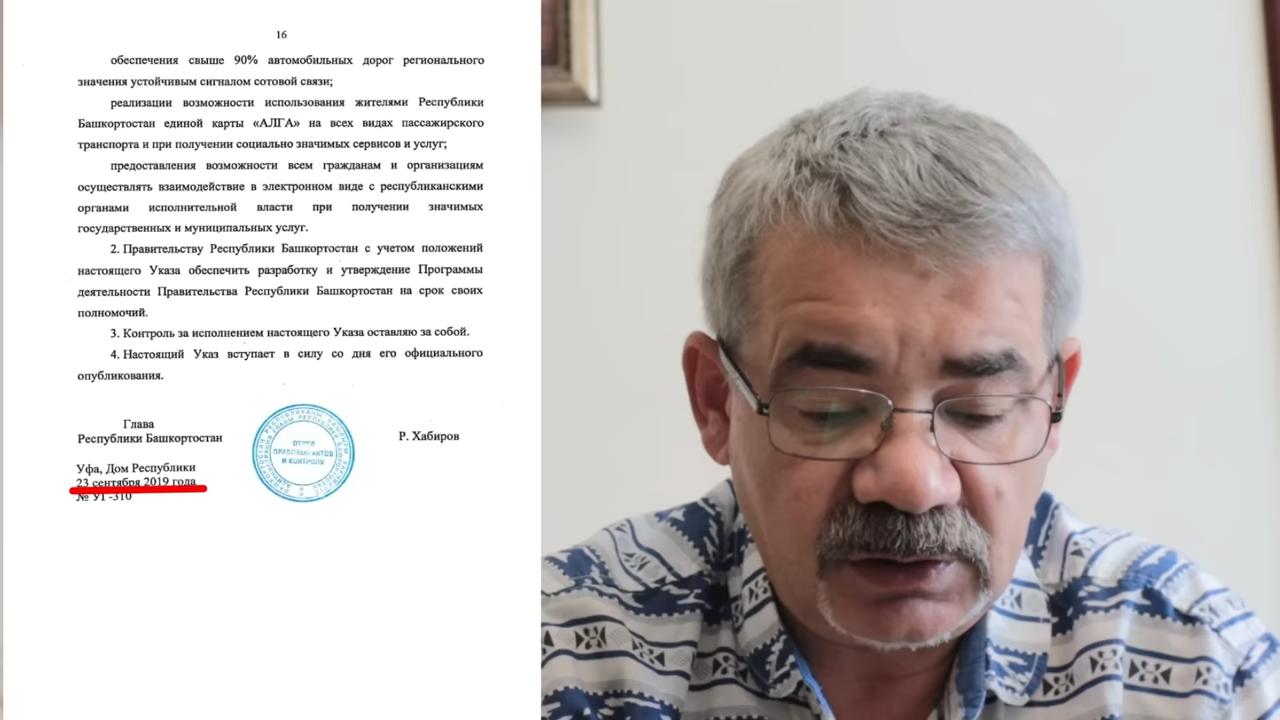 16
обеспечения свыше 90% автомобильных дорог регионального
значения устойчивым сигналом сотовой связи;
реализации возможности использования жителями Республики
Башкортостан единой карты «АЛГА» на всех видах пассажирского
транспорта и при получении социально значимых сервисов и услуг;
предоставления возможности всем гражданам и организациям
осуществлять взаимодействие в электронном виде с республиканскими
органами исполнительной власти при получении значимых
государственных и муниципальных услуг.
2. Правительству Республики Башкортостан с учетом положений
настоящего Указа обеспечить разработку и утверждение Программы
деятельности Правительства Республики Башкортостан на срок своих
полномочий.
3. Контроль за исполнением настоящего Указа оставляю за собой.
4. Настоящий Указ вступает в силу со дня его официального
опубликования.
Глава
Республики Башкортостан
Р. Хабиров
ОТДЕЛ
ПРАВОВЫХ АКТОВ
И КОНТРОЛЯ
Уфа, Дом Республики
23 сентября 2019 года
№ УГ-310